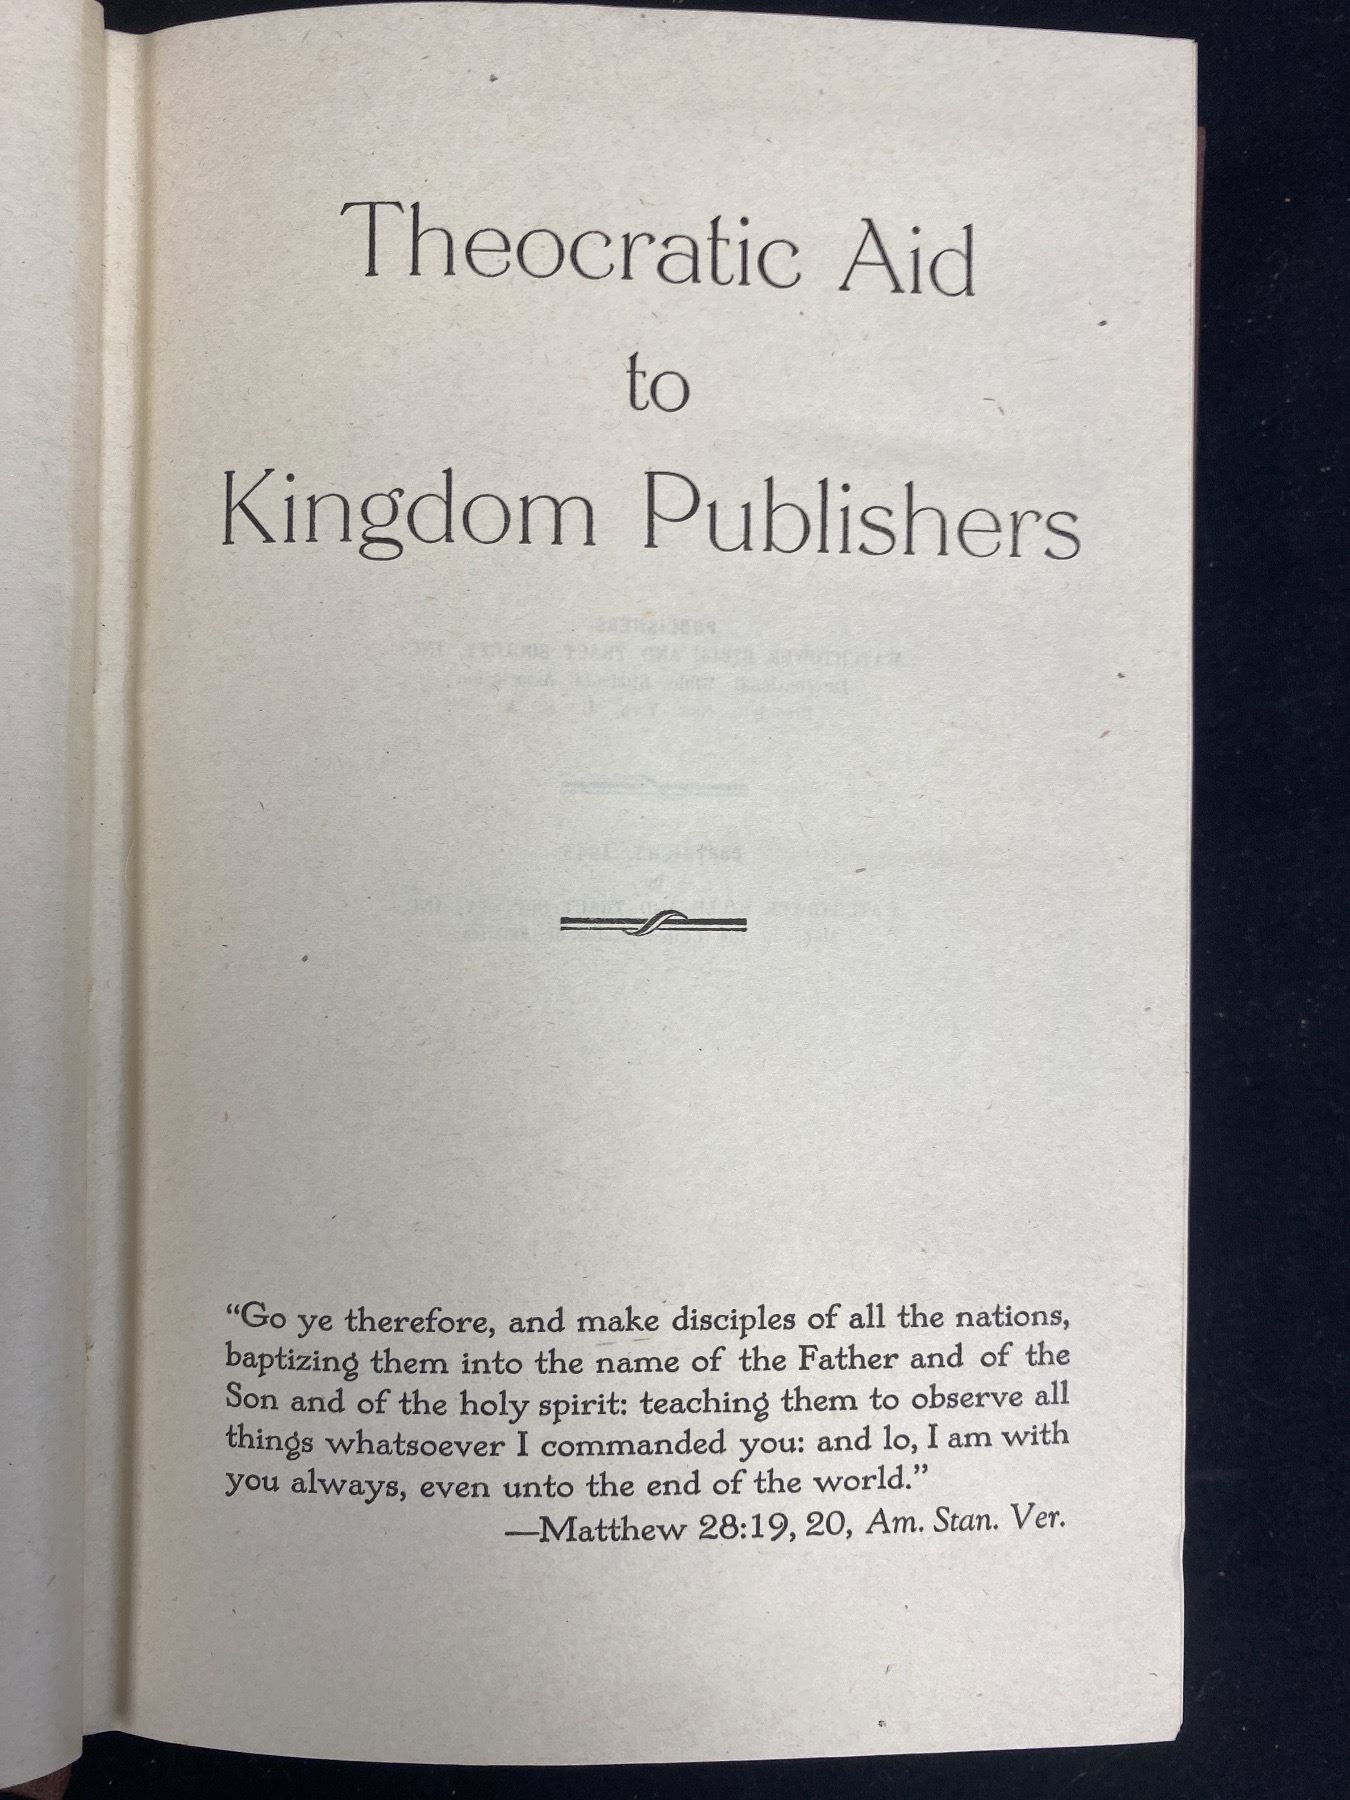 Theocratic Aid
to
Kingdom Publishers
“Go ye therefore, and make disciples of all the nations,
baptizing them into the name of the Father and of the
Son and of the holy spirit: teaching them to observe all
things whatsoever I commanded you: and lo, I am with
you always, even unto the end of the world.”
—Matthew 28:19, 20, Am. Stan. Ver.